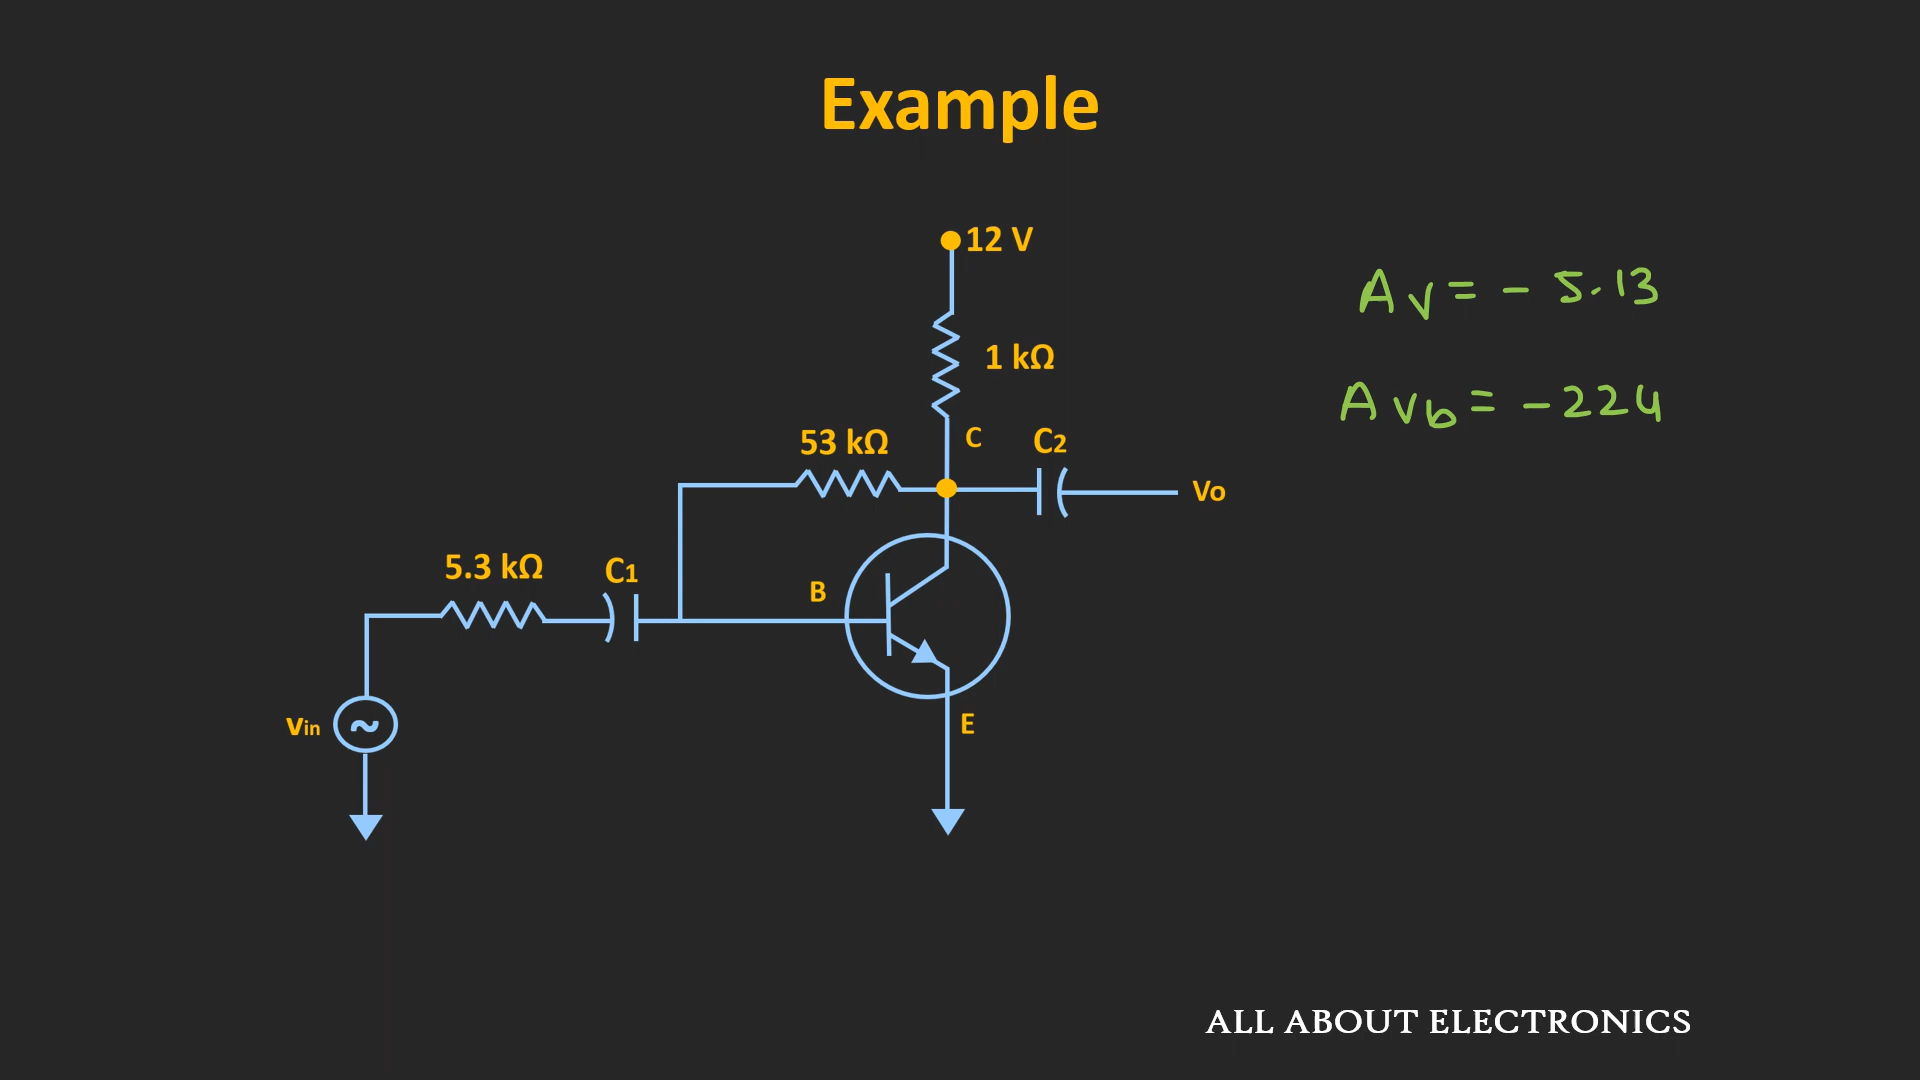 Example
12 V
Av = - 5.13
1 kΩ
Avb = -224
53 kΩ
C
C2
Vo
5.3 kΩ
C1
B
vin
~
E
ALL ABOUT ELECTRONICS